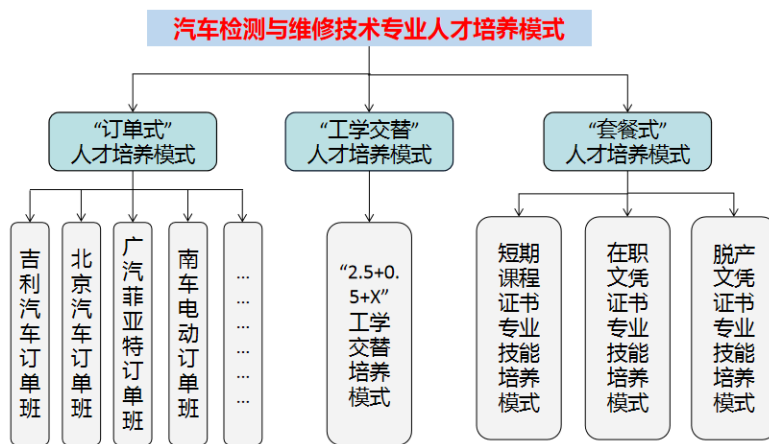 汽车检测与维修技术专业人才培养模式
“订单式”
人才培养模式
“工学交替”
人才培养模式
“套餐式”
人才培养模式
吉利汽车订单班
北京汽车订单班
广汽菲亚特订单班
南车电动订单班
………………
“2.5+0.
5+X”
工学
交替
培养
模式
短期
课程
证书
专业
技能
培养
模式
在职
文凭
证书
专业
技能
培养
模式
脱产
文凭
证书
专业
技能
培养
模式